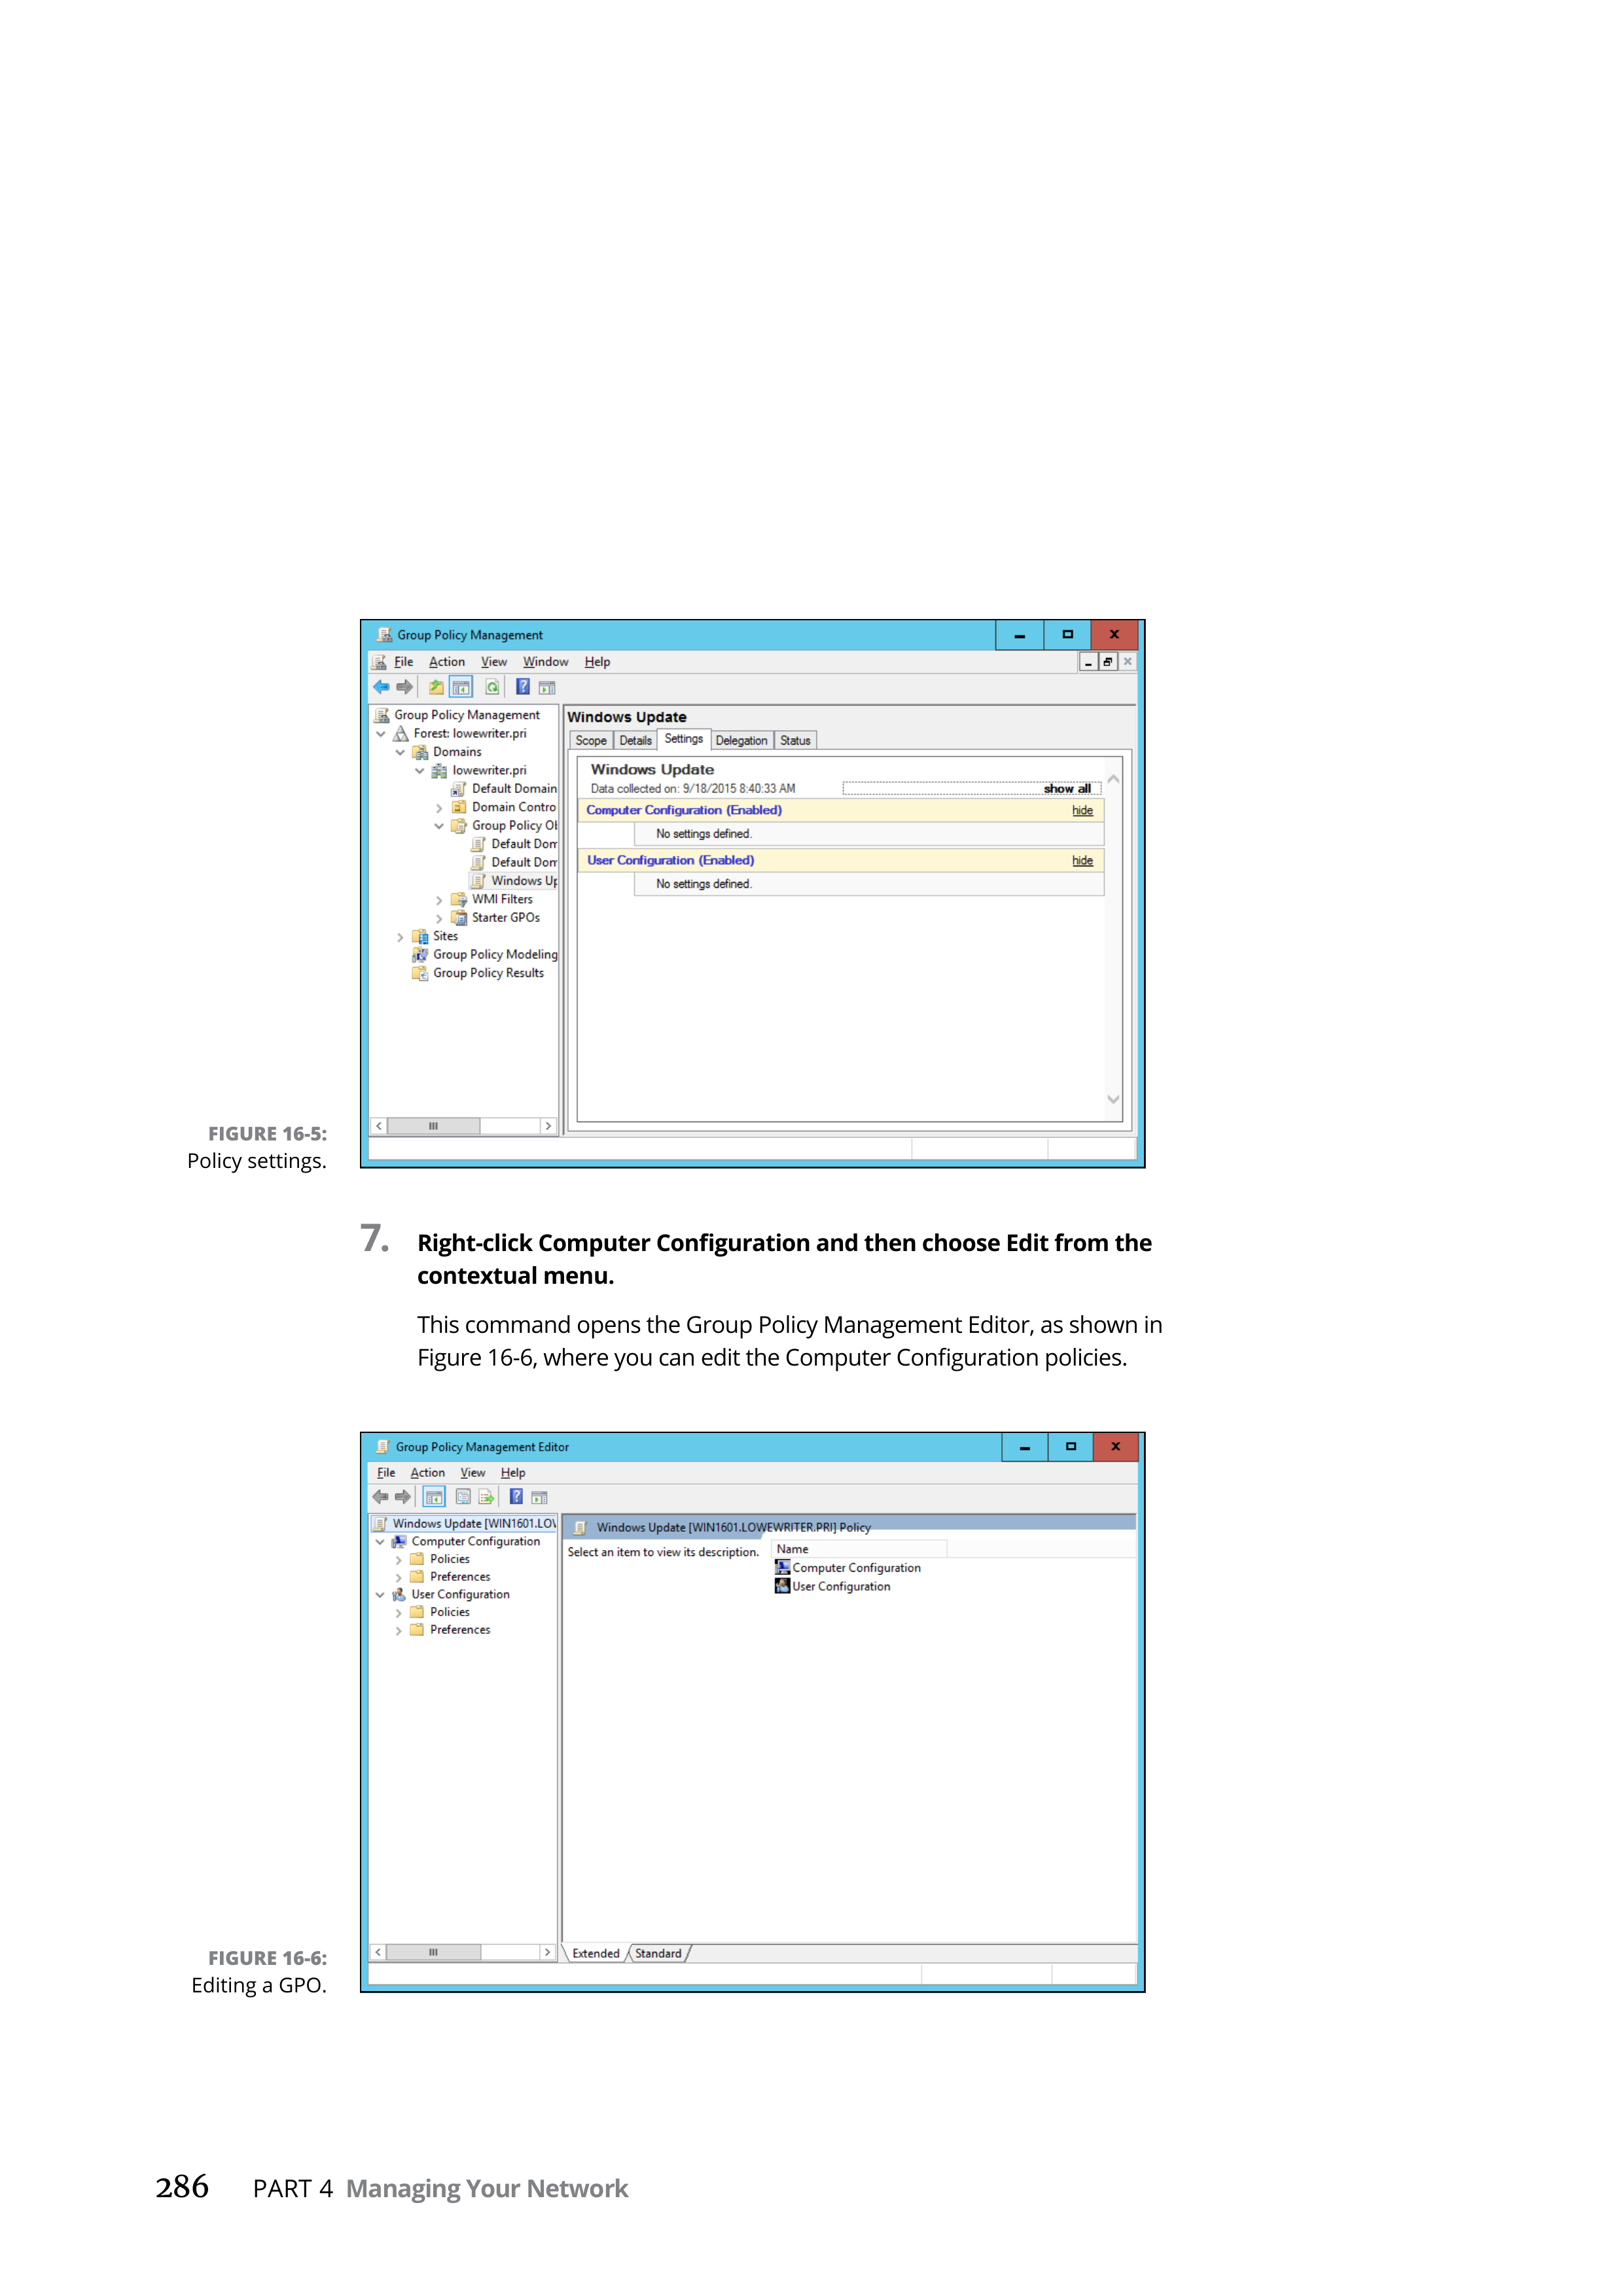 Group Policy Management
File Action View Window Help
Group Policy Management
Forest: lowewriter.pri
Domains
lowewriter.pri
Default Domain
Domain Contro
Group Policy Ob
Default Dom
Default Dom
Windows Up
WMI Filters
Starter GPOs
Sites
Group Policy Modeling
Group Policy Results
Windows Update
Scope Details Settings Delegation Status
Windows Update
Data collected on: 9/18/2015 8:40:33 AM show all
Computer Configuration (Enabled) hide
No settings defined.
User Configuration (Enabled) hide
No settings defined.
FIGURE 16-5:
Policy settings.
7. Right-click Computer Configuration and then choose Edit from the
contextual menu.
This command opens the Group Policy Management Editor, as shown in
Figure 16-6, where you can edit the Computer Configuration policies.
Group Policy Management Editor
File Action View Help
Windows Update [WIN1601.LOW
Computer Configuration
Policies
Preferences
User Configuration
Policies
Preferences
Windows Update [WIN1601.LOWEWRITER.PRI] Policy
Select an item to view its description.
Name
Computer Configuration
User Configuration
Extended Standard
FIGURE 16-6:
Editing a GPO.
286 PART 4 Managing Your Network